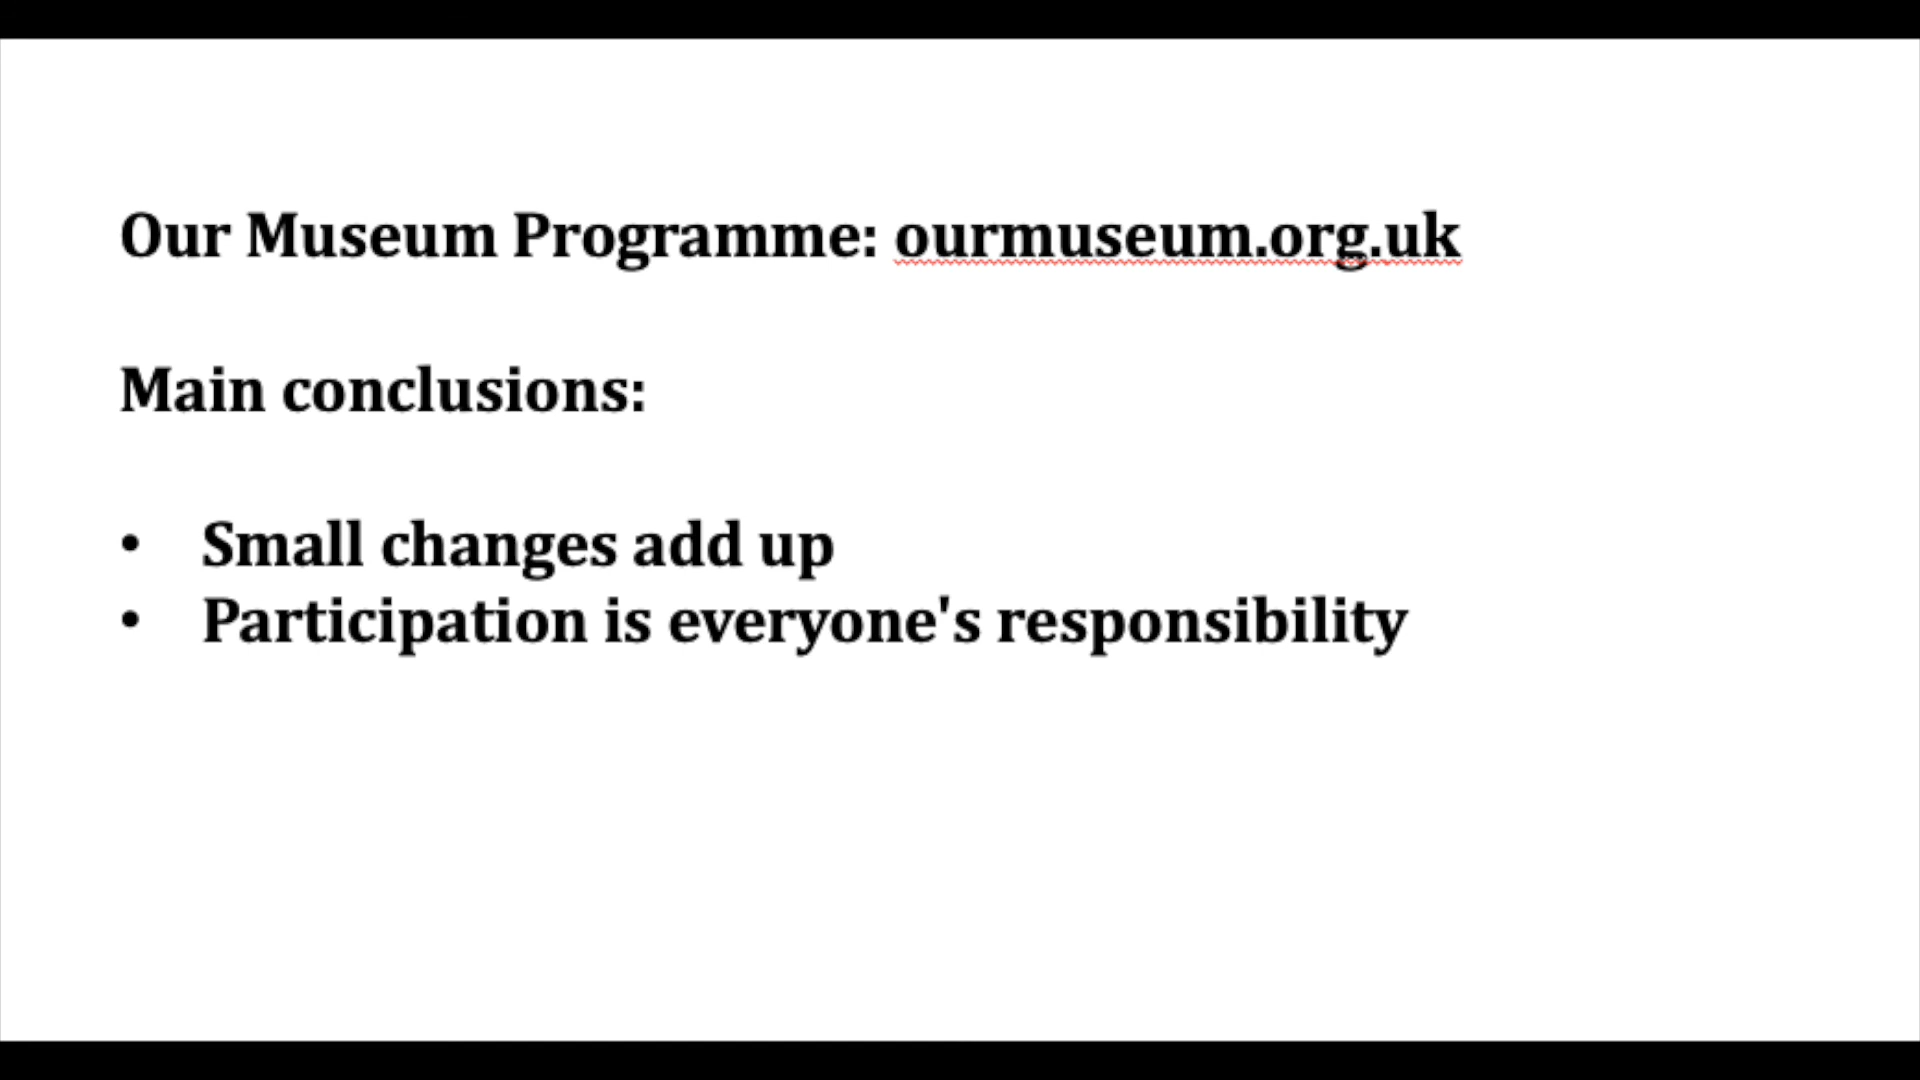 Our Museum Programme: ourmuseum.org.uk
Main conclusions:
• Small changes add up
• Participation is everyone's responsibility